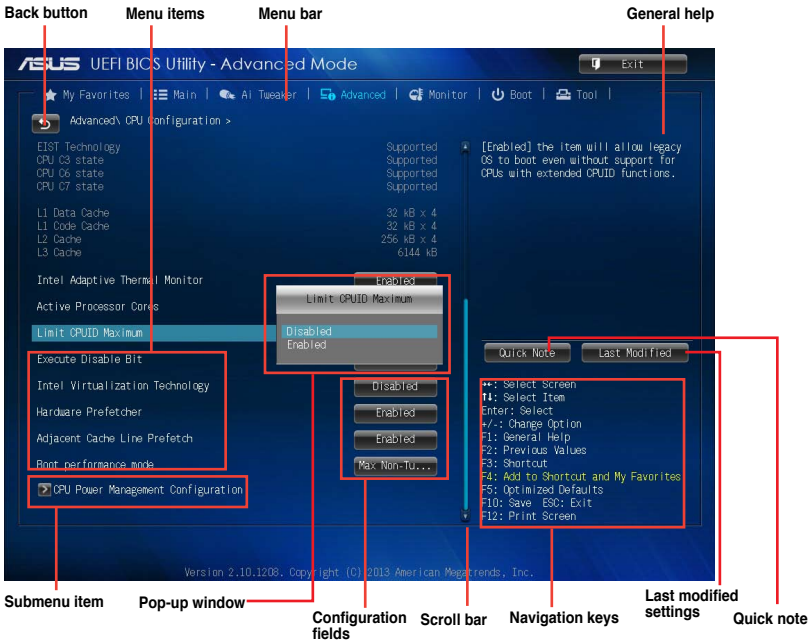 Back button
Menu items
Menu bar
General help
ASUS UEFI BIOS Utility - Advanced Mode
Exit
My Favorites | Main | Ai Tweaker | Advanced | Monitor | Boot | Tool |
Advanced\ CPU Configuration >
EIST Technology Supported
CPU C3 state Supported
CPU C6 state Supported
CPU C7 state Supported
L1 Data Cache 32 kB x 4
L1 Code Cache 32 kB x 4
L2 Cache 256 kB x 4
L3 Cache 6144 kB
[Enabled] the item will allow legacy
OS to boot even without support for
CPUs with extended CPUID functions.
Intel Adaptive Thermal Monitor Enabled
Active Processor Cores
Limit CPUID Maximum
Limit CPUID Maximum
Disabled
Enabled
Execute Disable Bit
Intel Virtualization Technology Disabled
Hardware Prefetcher Enabled
Adjacent Cache Line Prefetch Enabled
Boot performance mode Max Non-Tu...
CPU Power Management Configuration
Quick Note
Last Modified
→←: Select Screen
↑↓: Select Item
Enter: Select
+/-: Change Option
F1: General Help
F2: Previous Values
F3: Shortcut
F4: Add to Shortcut and My Favorites
F5: Optimized Defaults
F10: Save ESC: Exit
F12: Print Screen
Version 2.10.1208. Copyright (C) 2013 American Megatrends, Inc.
Submenu item
Pop-up window
Configuration
fields
Scroll bar
Navigation keys
Last modified
settings
Quick note